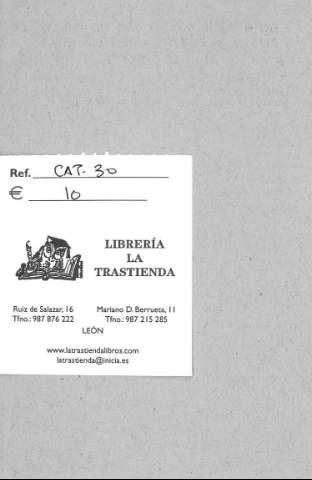 Ref. CAT- 30
€ 10
LIBRERÍA
LA
TRASTIENDA
Ruiz de Salazar, 16
Tfno.: 987 876 222
Mariano D. Berrueta, 11
Tfno.: 987 215 285
LEÓN
www.latrastiendalibros.com
latrastienda@inicia.es